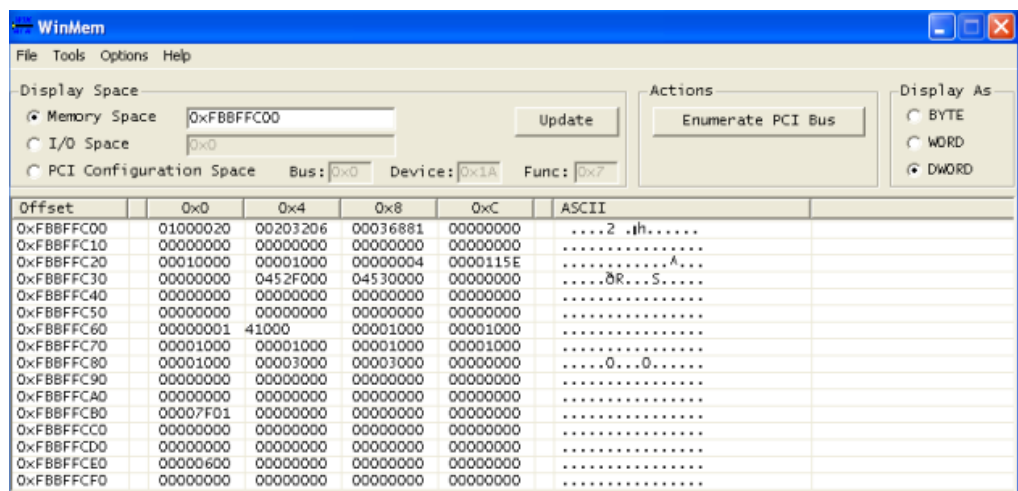 WinMem
File Tools Options Help
Display Space Actions Display As
Memory Space 0xFBBFFC00 Update Enumerate PCI Bus BYTE
I/O Space 0x0 WORD
PCI Configuration Space Bus: 0x0 Device: 0x1A Func: 0x7 DWORD
Offset 0x0 0x4 0x8 0xC ASCII
0xFBBFFC00 01000020 00203206 00036881 00000000 ....2 .h......
0xFBBFFC10 00000000 00000000 00000000 00000000 ................
0xFBBFFC20 00010000 00001000 00000004 0000115E .............^...
0xFBBFFC30 00000000 0452F000 04530000 00000000 .....ðR...S.....
0xFBBFFC40 00000000 00000000 00000000 00000000 ................
0xFBBFFC50 00000000 00000000 00000000 00000000 ................
0xFBBFFC60 00000001 41000 00001000 00001000 ................
0xFBBFFC70 00001000 00001000 00001000 00001000 ................
0xFBBFFC80 00001000 00003000 00003000 00000000 .....0...0......
0xFBBFFC90 00000000 00000000 00000000 00000000 ................
0xFBBFFCA0 00000000 00000000 00000000 00000000 ................
0xFBBFFCB0 00007F01 00000000 00000000 00000000 ................
0xFBBFFCC0 00000000 00000000 00000000 00000000 ................
0xFBBFFCD0 00000000 00000000 00000000 00000000 ................
0xFBBFFCE0 00000600 00000000 00000000 00000000 ................
0xFBBFFCF0 00000000 00000000 00000000 00000000 ................